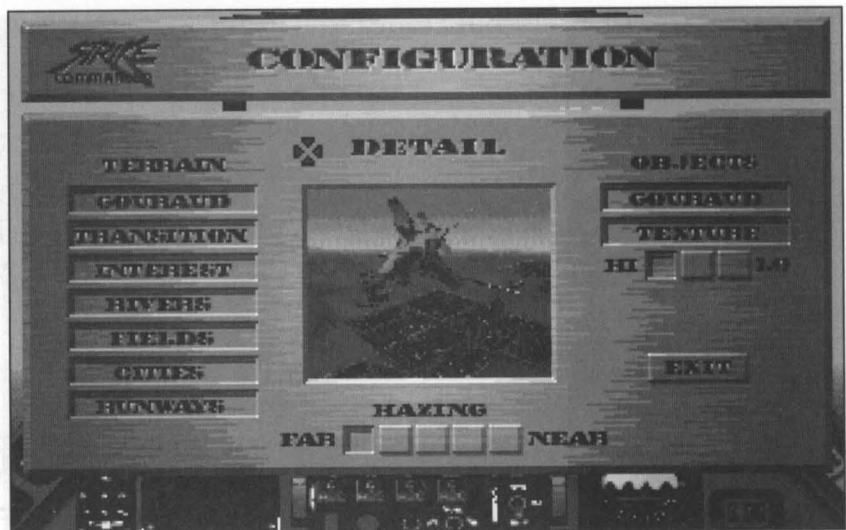 STRIKE
COMMANDER
CONFIGURATION
DETAIL
TERRAIN
GOURAUD
TRANSITION
INTEREST
RIVERS
FIELDS
CITIES
RUNWAYS
OBJECTS
GOURAUD
TEXTURE
HI LO
EXIT
HAZING
FAR NEAR